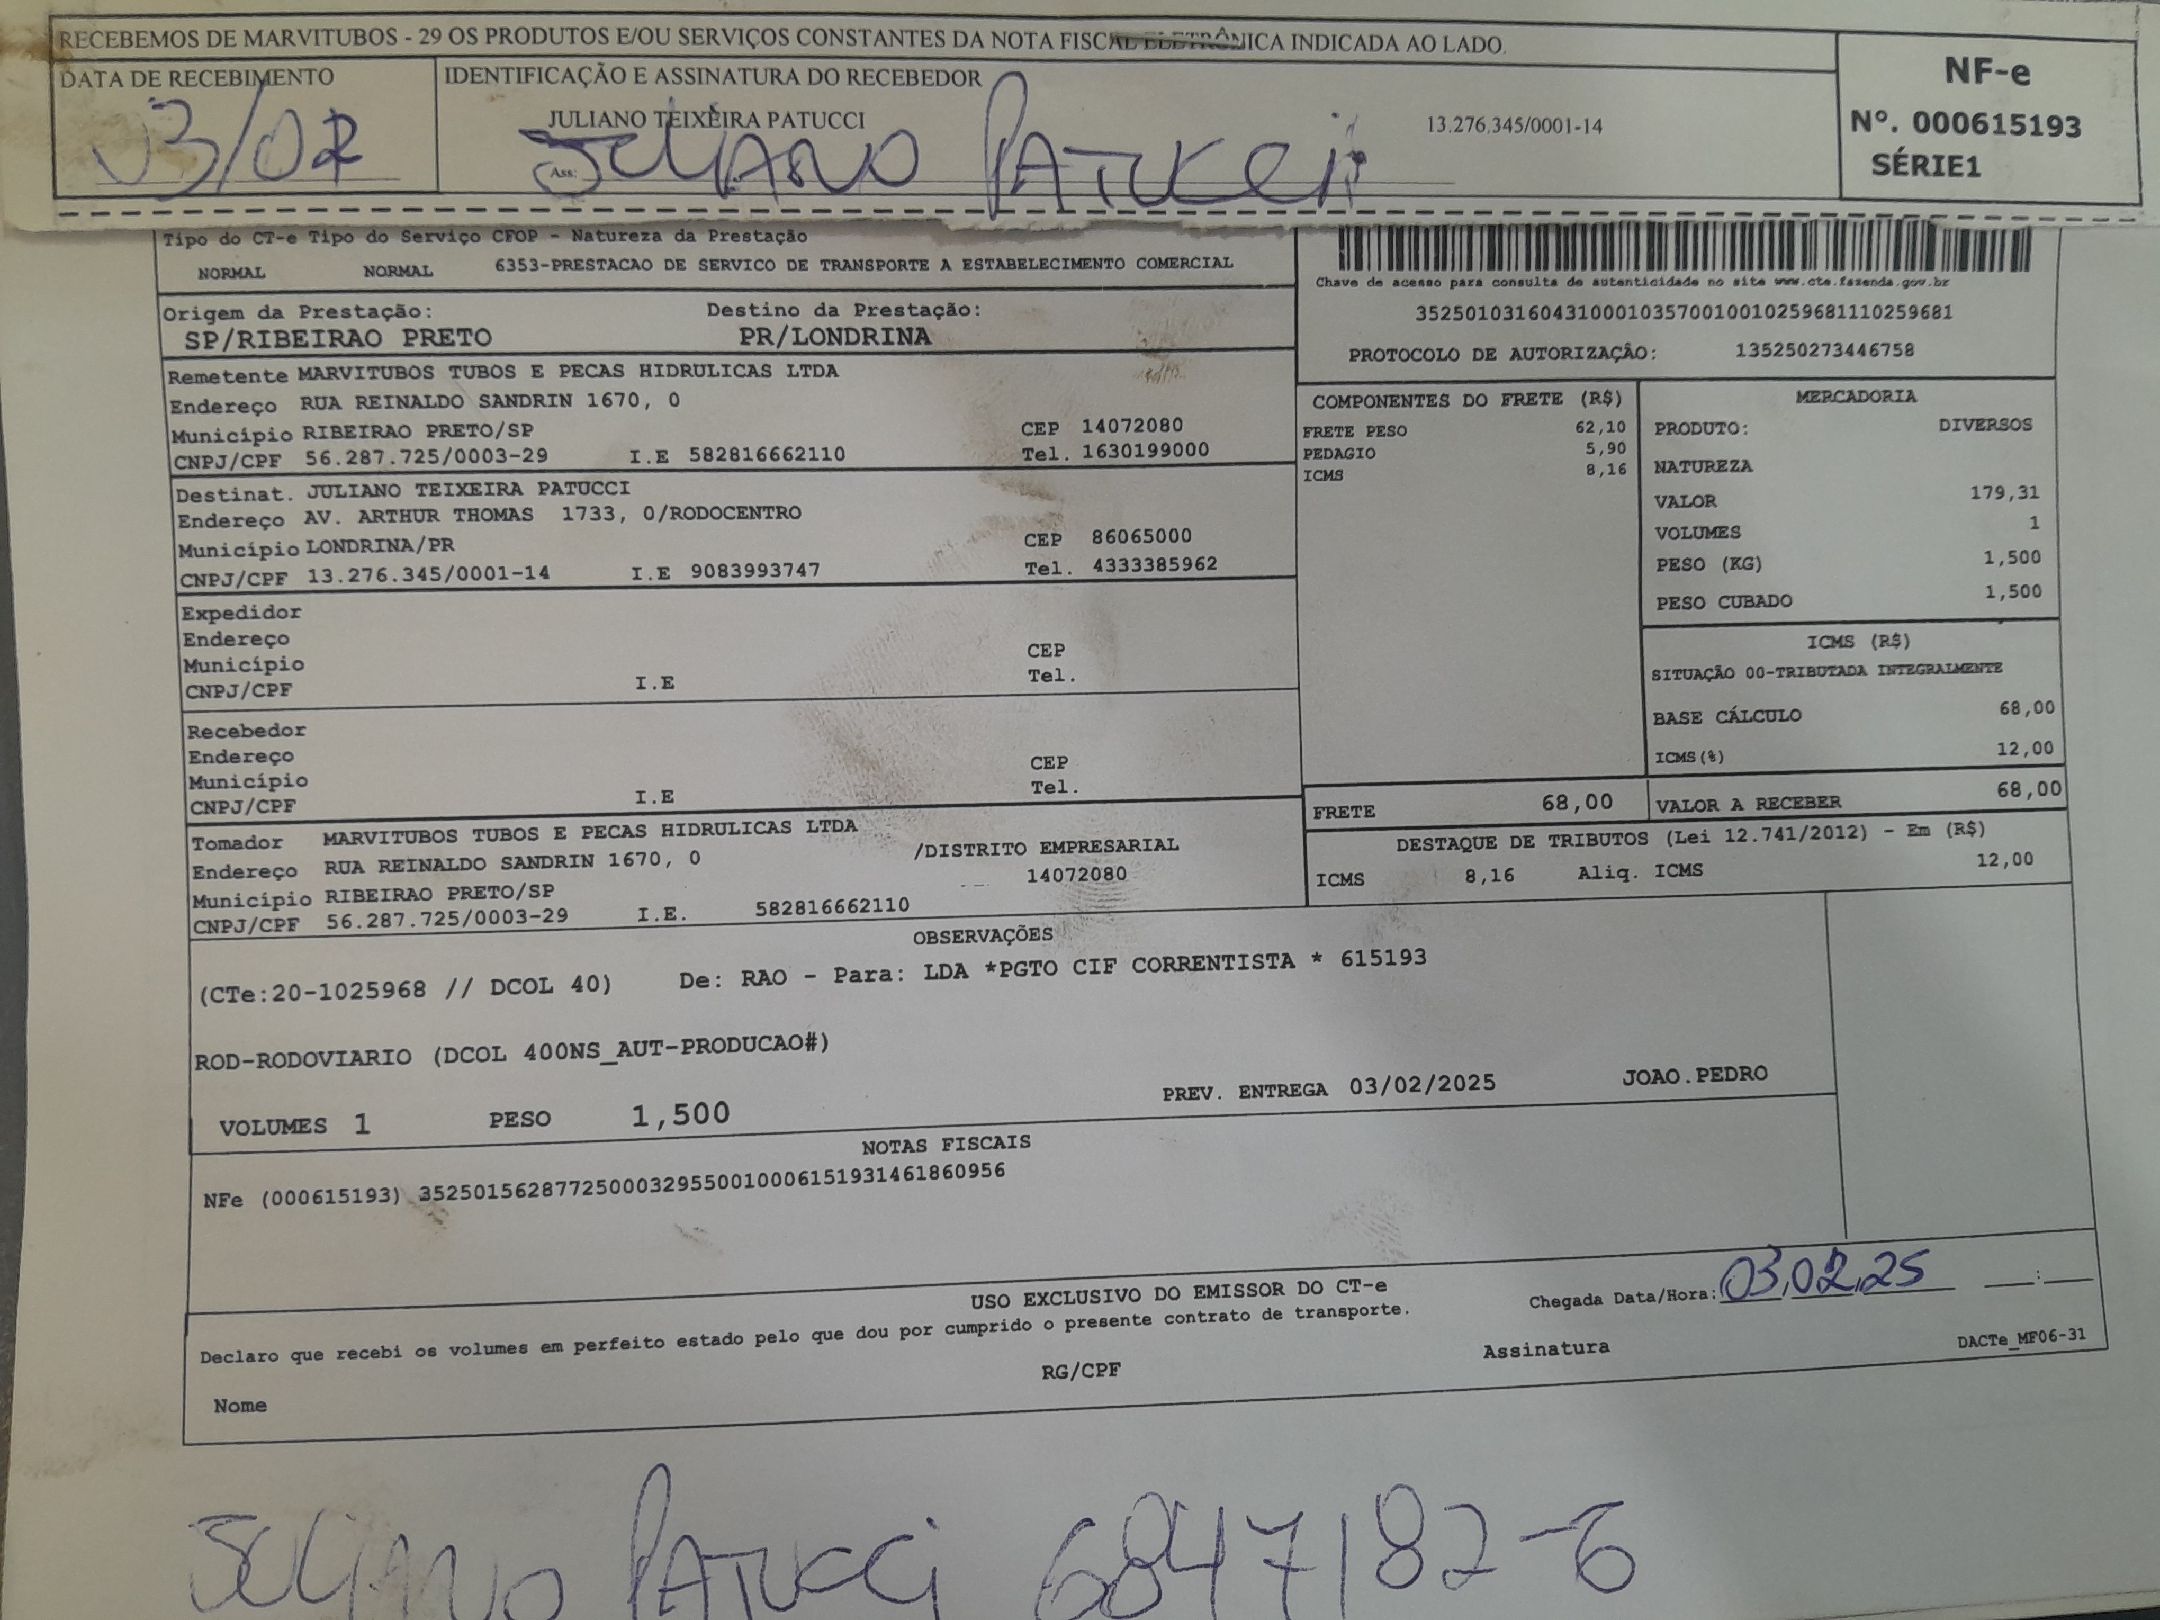 RECEBEMOS DE MARVITUBOS - 29 OS PRODUTOS E/OU SERVIÇOS CONSTANTES DA NOTA FISCAL ELETRÔNICA INDICADA AO LADO.
DATA DE RECEBIMENTO
03/02
IDENTIFICAÇÃO E ASSINATURA DO RECEBEDOR
JULIANO TEIXEIRA PATUCCI 13.276.345/0001-14
Ass: JULIANO PATUCCI
NF-e
Nº. 000615193
SÉRIE1
Tipo do CT-e Tipo do Serviço CFOP - Natureza da Prestação
NORMAL NORMAL 6353-PRESTACAO DE SERVICO DE TRANSPORTE A ESTABELECIMENTO COMERCIAL
Chave de acesso para consulta de autenticidade no site www.cte.fazenda.gov.br
35250103160431000103570010010259681110259681
PROTOCOLO DE AUTORIZAÇÃO: 135250273446758
Origem da Prestação: Destino da Prestação:
SP/RIBEIRAO PRETO PR/LONDRINA
Remetente MARVITUBOS TUBOS E PECAS HIDRULICAS LTDA
Endereço RUA REINALDO SANDRIN 1670, 0
Município RIBEIRAO PRETO/SP CEP 14072080
CNPJ/CPF 56.287.725/0003-29 I.E 582816662110 Tel. 1630199000
Destinat. JULIANO TEIXEIRA PATUCCI
Endereço AV. ARTHUR THOMAS 1733, 0/RODOCENTRO
Município LONDRINA/PR CEP 86065000
CNPJ/CPF 13.276.345/0001-14 I.E 9083993747 Tel. 4333385962
Expedidor
Endereço
Município CEP
CNPJ/CPF I.E Tel.
Recebedor
Endereço
Município CEP
CNPJ/CPF I.E Tel.
Tomador MARVITUBOS TUBOS E PECAS HIDRULICAS LTDA
Endereço RUA REINALDO SANDRIN 1670, 0 /DISTRITO EMPRESARIAL
Município RIBEIRAO PRETO/SP 14072080
CNPJ/CPF 56.287.725/0003-29 I.E. 582816662110
COMPONENTES DO FRETE (R$)
FRETE PESO 62,10
PEDAGIO 5,90
ICMS 8,16
MERCADORIA
PRODUTO: DIVERSOS
NATUREZA
VALOR 179,31
VOLUMES 1
PESO (KG) 1,500
PESO CUBADO 1,500
ICMS (R$)
SITUAÇÃO 00-TRIBUTADA INTEGRALMENTE
BASE CÁLCULO 68,00
ICMS(%) 12,00
FRETE 68,00 VALOR A RECEBER 68,00
DESTAQUE DE TRIBUTOS (Lei 12.741/2012) - Em (R$)
ICMS 8,16 Aliq. ICMS 12,00
OBSERVAÇÕES
(CTe:20-1025968 // DCOL 40) De: RAO - Para: LDA *PGTO CIF CORRENTISTA * 615193
ROD-RODOVIARIO (DCOL 400NS_AUT-PRODUCAO#)
PREV. ENTREGA 03/02/2025 JOAO.PEDRO
VOLUMES 1 PESO 1,500
NOTAS FISCAIS
NFe (000615193) 35250156287725000329550010006151931461860956
USO EXCLUSIVO DO EMISSOR DO CT-e
Chegada Data/Hora: 03,02,25 __:__
Declaro que recebi os volumes em perfeito estado pelo que dou por cumprido o presente contrato de transporte.
Nome RG/CPF Assinatura DACTe_MF06-31
JULIANO PATUCCI 6847182-6